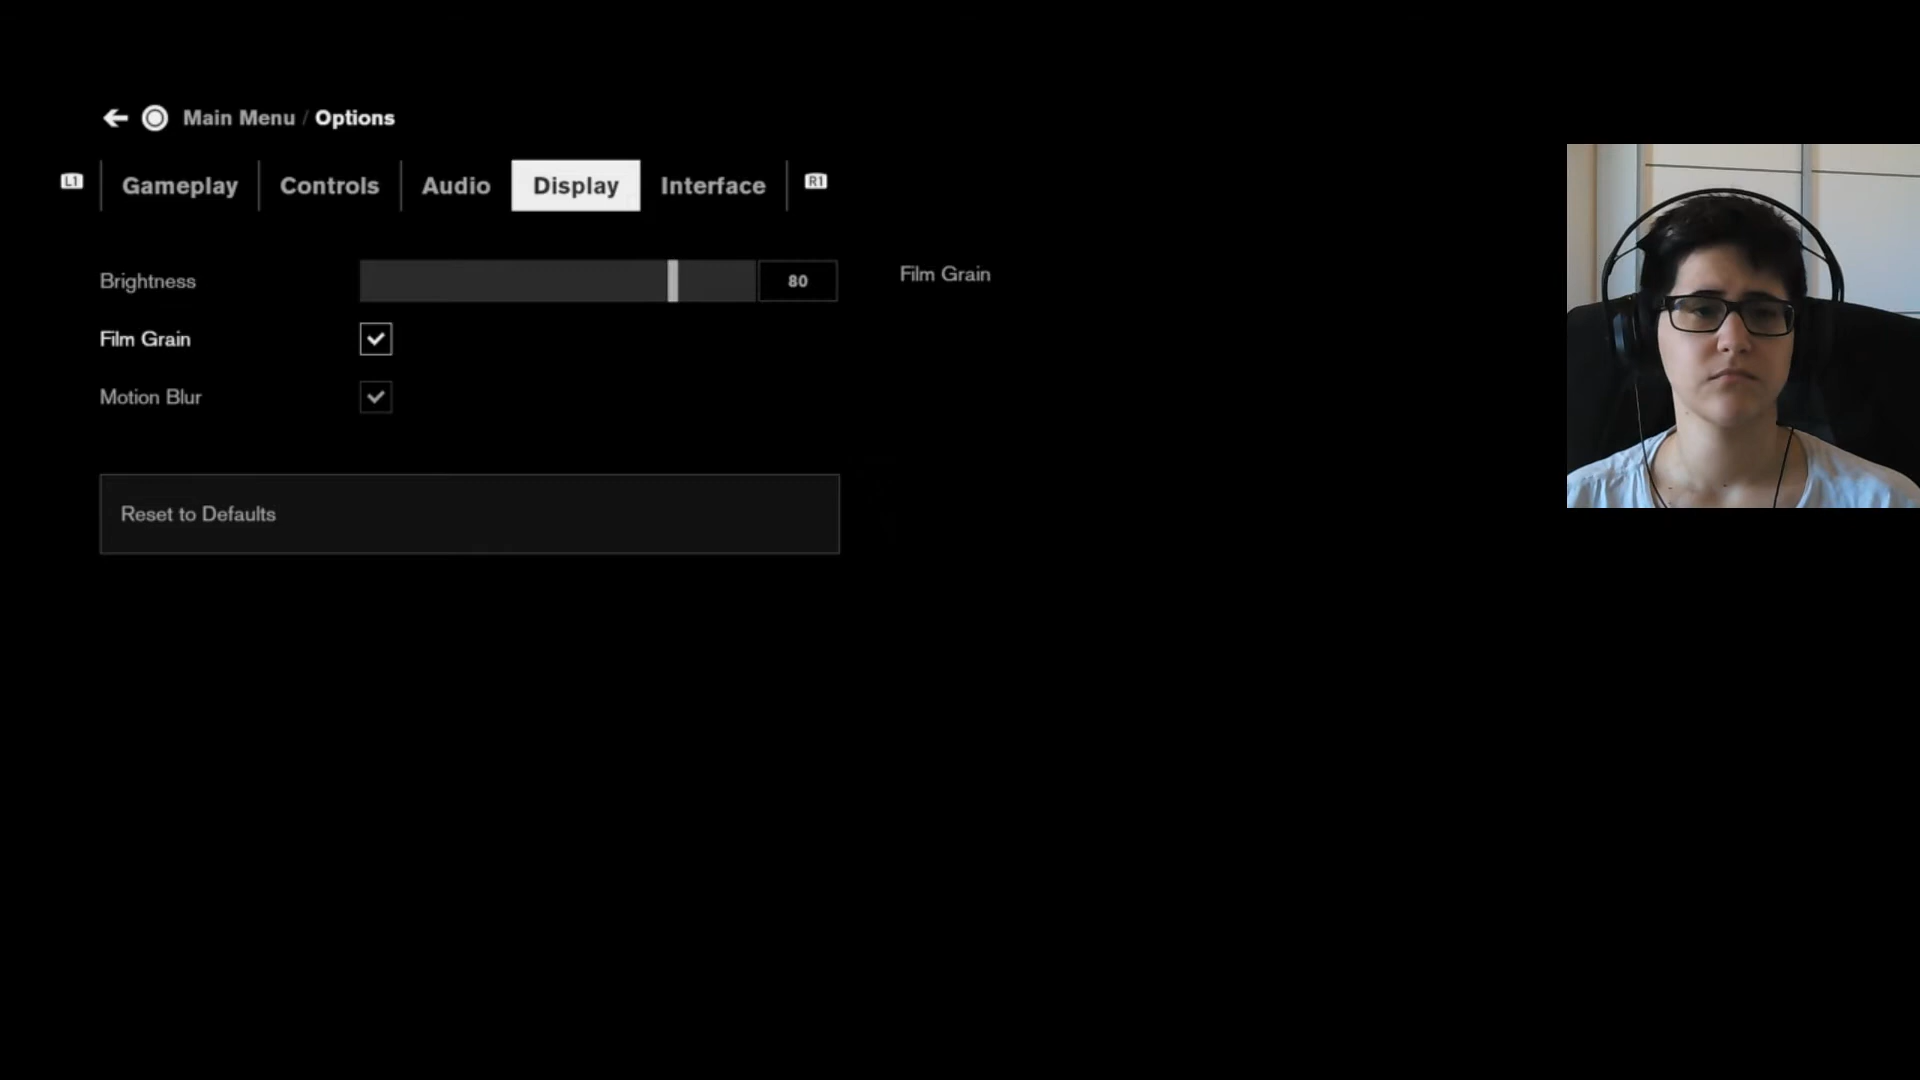 Main Menu / Options
L1 Gameplay Controls Audio Display Interface R1
Brightness 80
Film Grain
Motion Blur
Reset to Defaults
Film Grain